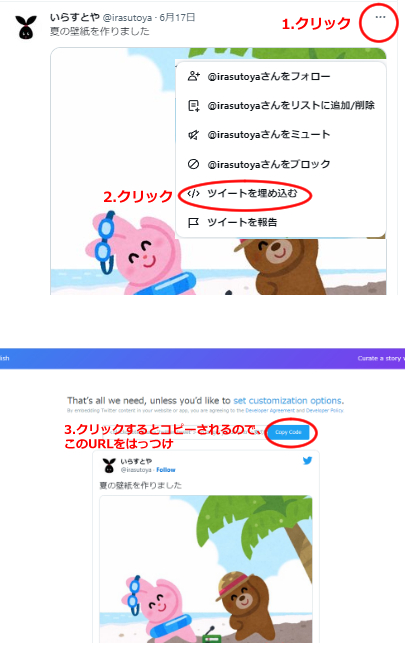 いらすとや @irasutoya · 6月17日
1.クリック
夏の壁紙を作りました
@irasutoyaさんをフォロー
@irasutoyaさんをリストに追加/削除
@irasutoyaさんをミュート
@irasutoyaさんをブロック
2.クリック
ツイートを埋め込む
ツイートを報告
ish
Curate a story w
That's all we need, unless you'd like to set customization options.
By embedding Twitter content in your website or app, you are agreeing to the Developer Agreement and Developer Policy.
3.クリックするとコピーされるので、
Copy Code
このURLをはっつけ
いらすとや
@irasutoya · Follow
夏の壁紙を作りました